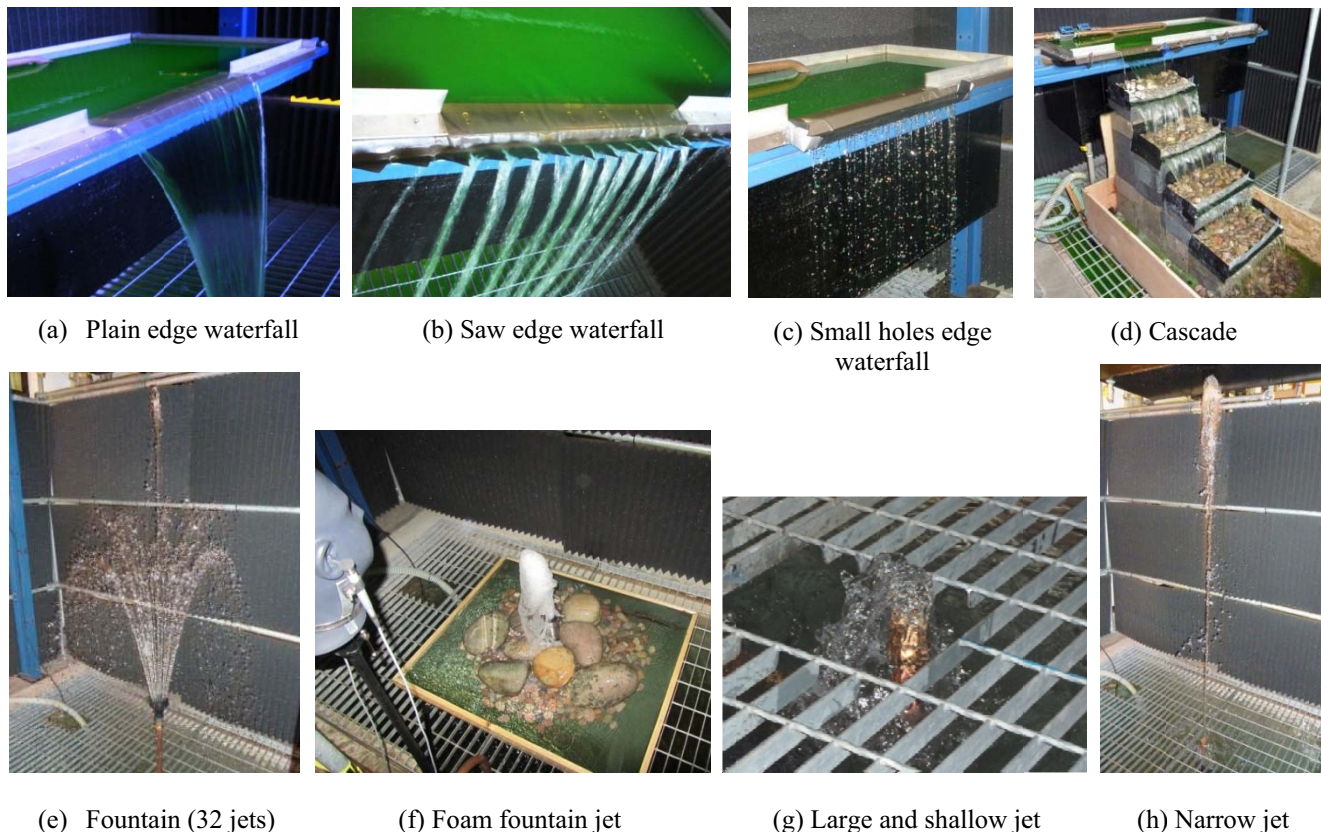 (a) Plain edge waterfall
(b) Saw edge waterfall
(c) Small holes edge
waterfall
(d) Cascade
(e) Fountain (32 jets)
(f) Foam fountain jet
(g) Large and shallow jet
(h) Narrow jet